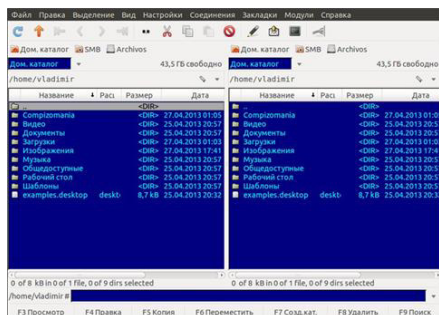 Файл Правка Выделение Вид Настройки Соединени Закладки Модули Справка
Дом. каталог SMB Archivos Дом. каталог SMB Archivos
Дом. каталог 43,5 ГБ свободно Дом. каталог 43,5 ГБ свободно
/home/vladimir /home/vladimir
Название Расш Размер Дата Название Расш Размер Дата
.. <DIR> .. <DIR>
Compizomania <DIR> 27.04.2013 01:05 Compizomania <DIR> 27.04.2013 01:0
Видео <DIR> 25.04.2013 20:57 Видео <DIR> 25.04.2013 20:5
Документы <DIR> 25.04.2013 20:57 Документы <DIR> 25.04.2013 20:5
Загрузки <DIR> 27.04.2013 01:03 Загрузки <DIR> 27.04.2013 01:0
Изображения <DIR> 27.04.2013 17:41 Изображения <DIR> 27.04.2013 17:4
Музыка <DIR> 25.04.2013 20:57 Музыка <DIR> 25.04.2013 20:5
Общедоступные <DIR> 25.04.2013 20:57 Общедоступные <DIR> 25.04.2013 20:5
Рабочий стол <DIR> 25.04.2013 20:57 Рабочий стол <DIR> 25.04.2013 20:5
Шаблоны <DIR> 25.04.2013 20:57 Шаблоны <DIR> 25.04.2013 20:5
examples.desktop deskt- 8,7 kB 25.04.2013 20:32 examples.desktop deskt- 8,7 kB 25.04.2013 20:3
0 of 8 kB in 0 of 1 file, 0 of 9 dirs selected 0 of 8 kB in 0 of 1 file, 0 of 9 dirs selected
/home/vladimir #
F3 Просмотр F4 Правка F5 Копия F6 Переместить F7 Созд.кат. F8 Удалить F9 Поиск